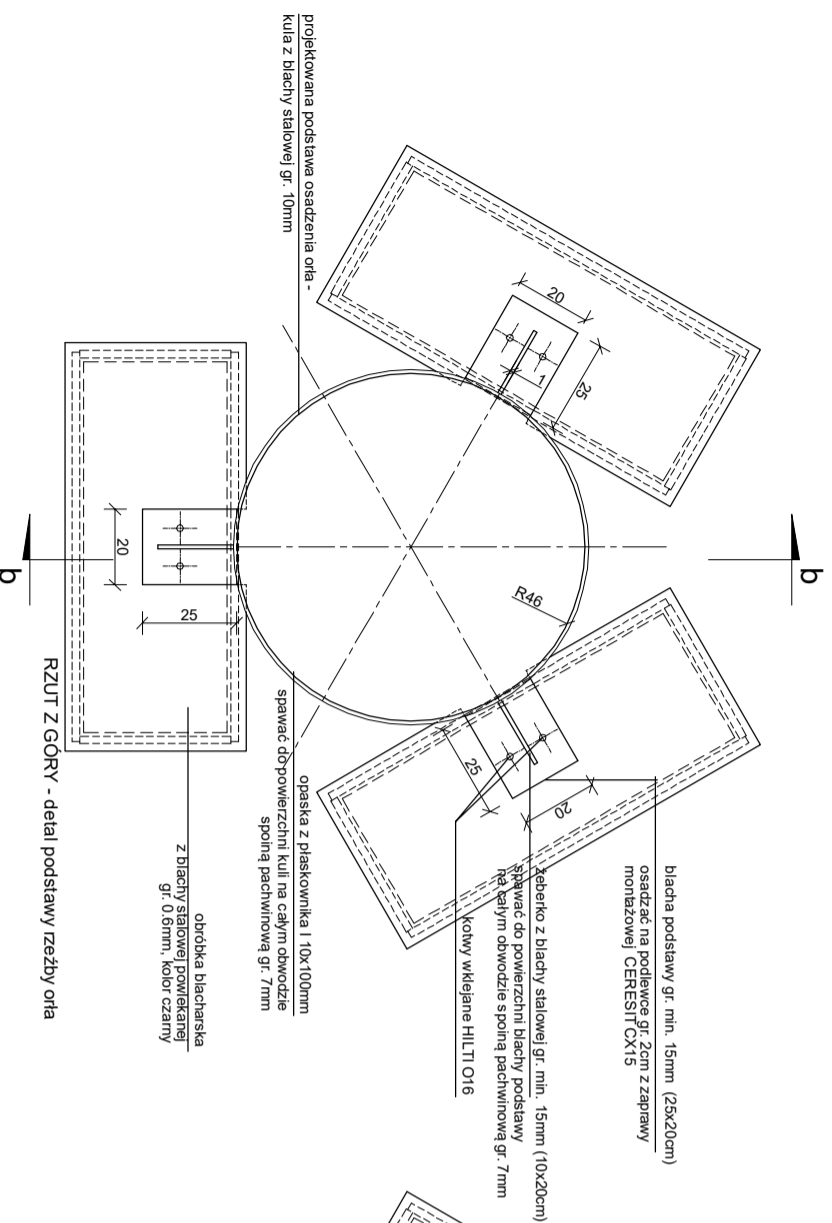 projektowana podstawa osadzenia orła -
kula z blachy stalowej gr. 10mm
20
25
1
b
R46
20
25
b
25
20
blacha podstawy gr. min. 15mm (25x20cm)
osadzać na podlewce gr. 2cm z zaprawy
montażowej CERESIT CX15
żeberko z blachy stalowej gr. min. 15mm (10x20cm)
spawać do powierzchni blachy podstawy
na całym obwodzie spoiną pachwinową gr. 7mm
kotwy wklejane HILTI O16
opaska z płaskownika I 10x100mm
spawać do powierzchni kuli na całym obwodzie
spoiną pachwinową gr. 7mm
obróbka blacharska
z blachy stalowej powlekanej
gr. 0.6mm, kolor czarny
RZUT Z GÓRY - detal podstawy rzeźby orła